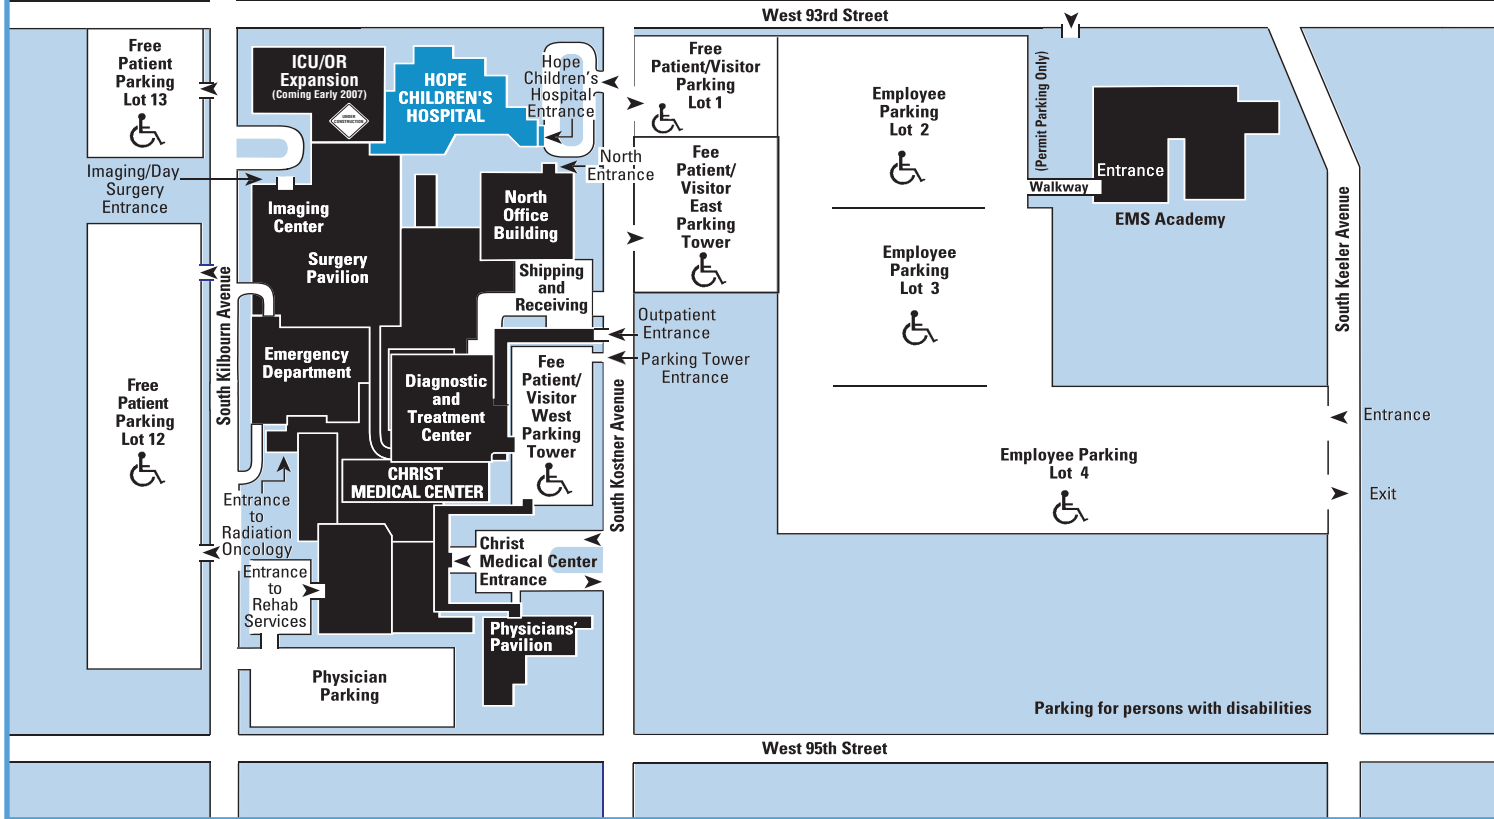 West 93rd Street
Free
Patient
Parking
Lot 13
ICU/OR
Expansion
(Coming Early 2007)
UNDER
CONSTRUCTION
HOPE
CHILDREN'S
HOSPITAL
Hope
Children's
Hospital
Entrance
Free
Patient/Visitor
Parking
Lot 1
Employee
Parking
Lot 2
(Permit Parking Only)
Entrance
Walkway
EMS Academy
Imaging/Day
Surgery
Entrance
Imaging
Center
Surgery
Pavilion
North
Office
Building
North
Entrance
Fee
Patient/
Visitor
East
Parking
Tower
Employee
Parking
Lot 3
South Keeler Avenue
Shipping
and
Receiving
Outpatient
Entrance
Parking Tower
Entrance
South Kilbourn Avenue
Emergency
Department
Diagnostic
and
Treatment
Center
Fee
Patient/
Visitor
West
Parking
Tower
South Kostner Avenue
Free
Patient
Parking
Lot 12
Entrance
Employee Parking
Lot 4
Exit
CHRIST
MEDICAL CENTER
Entrance
to
Radiation
Oncology
Christ
Medical Center
Entrance
Entrance
to
Rehab
Services
Physicians'
Pavilion
Physician
Parking
Parking for persons with disabilities
West 95th Street